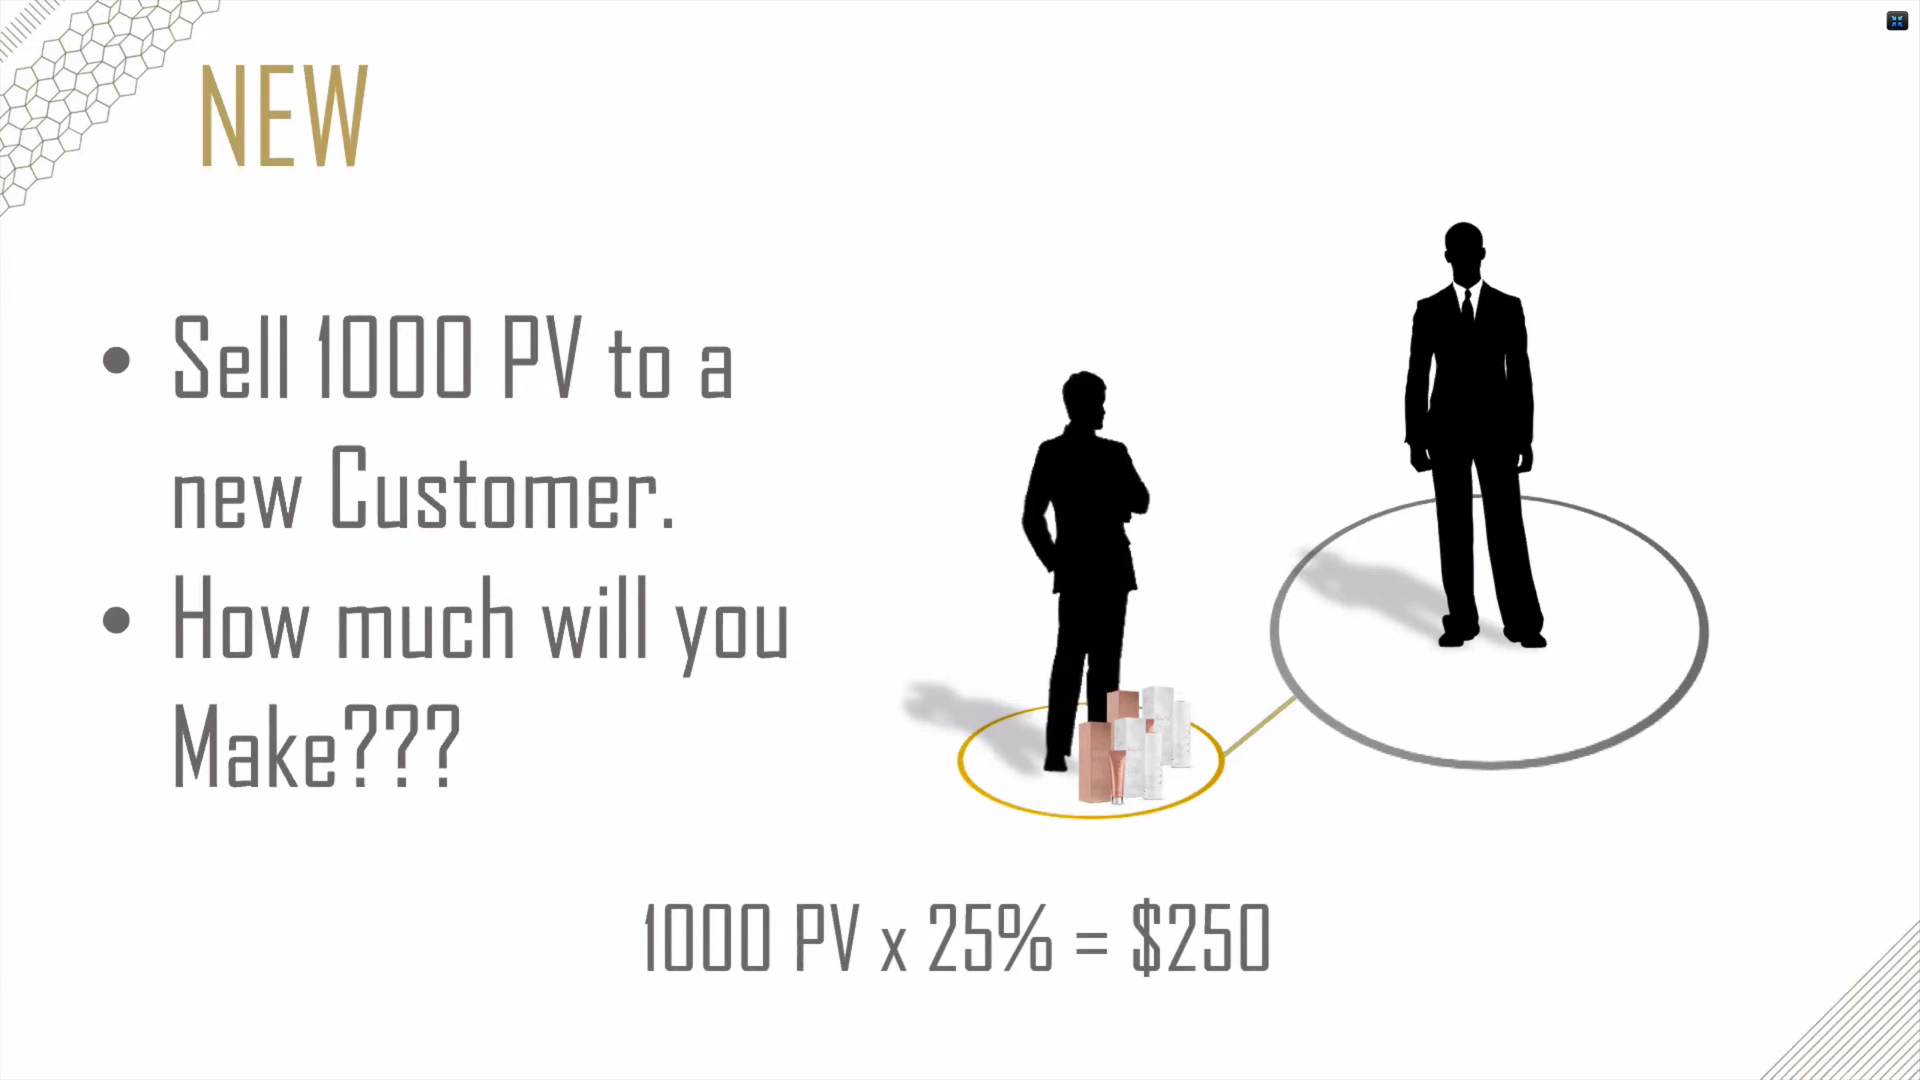 NEW
• Sell 1000 PV to a
new Customer.
• How much will you
Make???
1000 PV x 25% = $250